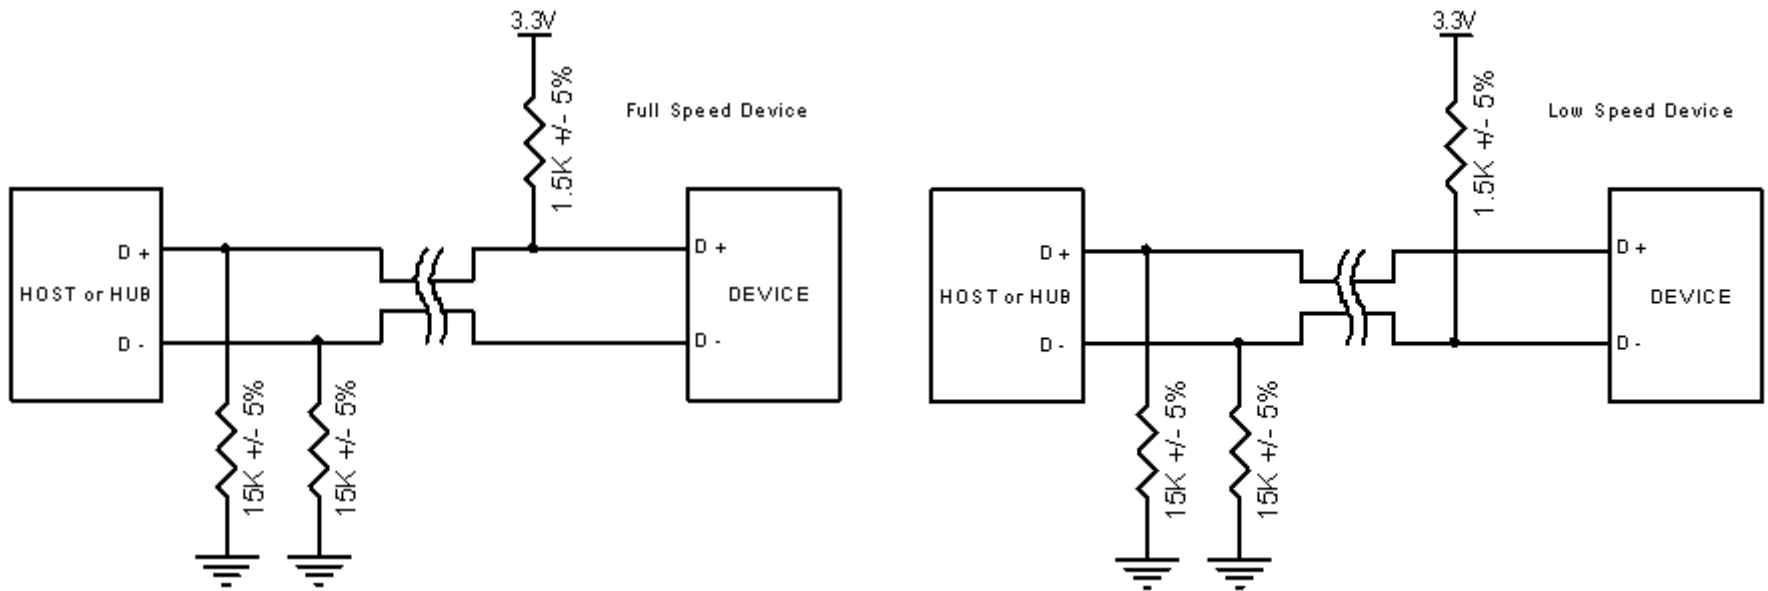 3.3V
1.5K +/- 5%
Full Speed Device
D +
HOST or HUB
D -
D +
DEVICE
D -
15K +/- 5%
15K +/- 5%
3.3V
1.5K +/- 5%
Low Speed Device
D +
HOST or HUB
D -
D +
DEVICE
D -
15K +/- 5%
15K +/- 5%